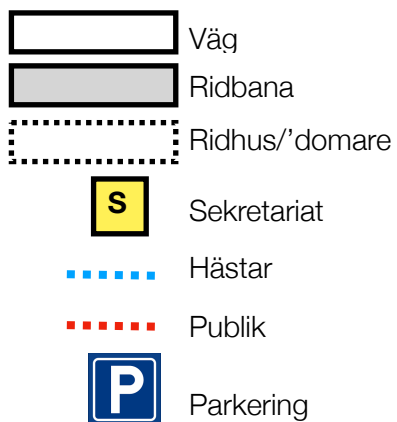 Väg
Ridbana
Ridhus/'domare
S
Sekretariat
Hästar
Publik
P
Parkering